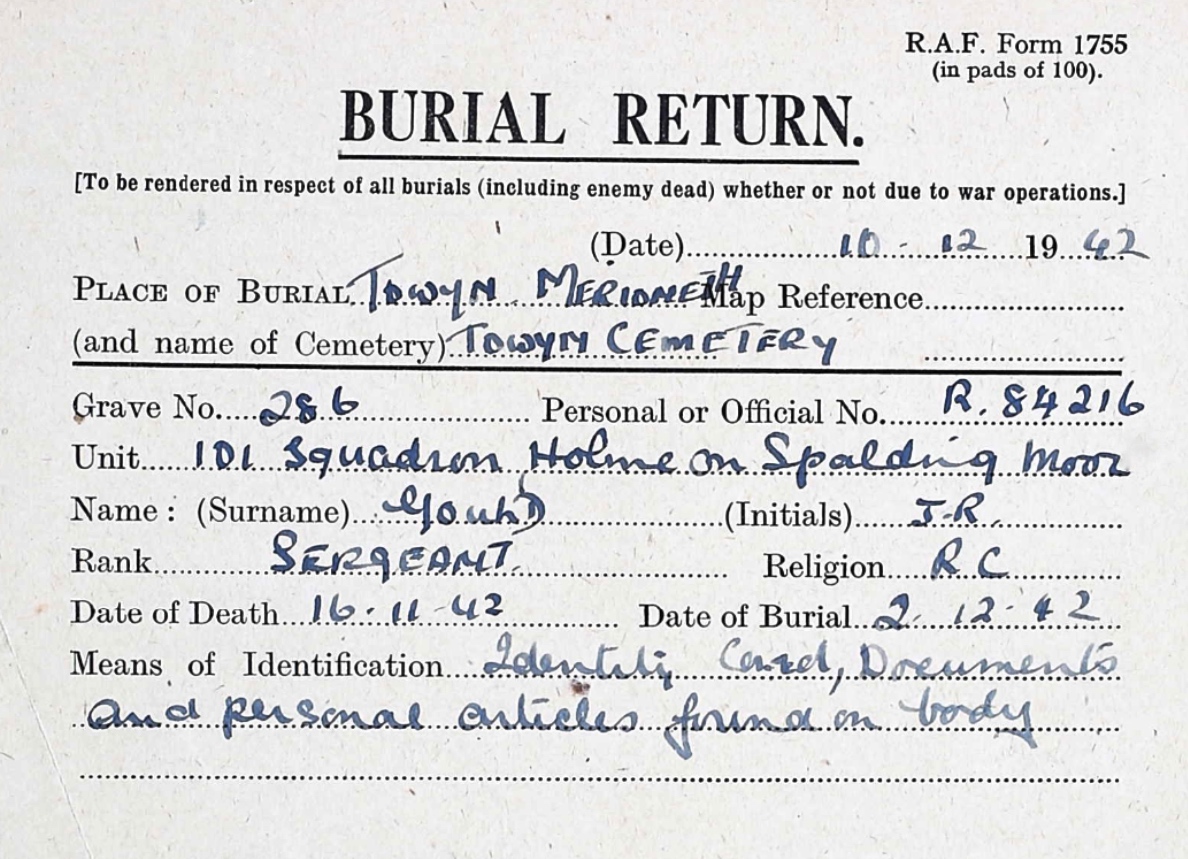 R.A.F. Form 1755
(in pads of 100).
BURIAL RETURN.
[To be rendered in respect of all burials (including enemy dead) whether or not due to war operations.]
(Date) 10 - 12 19 42
PLACE OF BURIAL Towyn Merioneth Map Reference
(and name of Cemetery) Towyn Cemetery
Grave No. 286 Personal or Official No. R. 84216
Unit 101 Squadron Holme on Spalding Moor
Name : (Surname) (Initials) J.R.
Rank SERGEANT. Religion R C
Date of Death 16 - 11 - 42 Date of Burial 2 . 12 . 42
Means of Identification Identity Card, Documents
and personal articles found on body